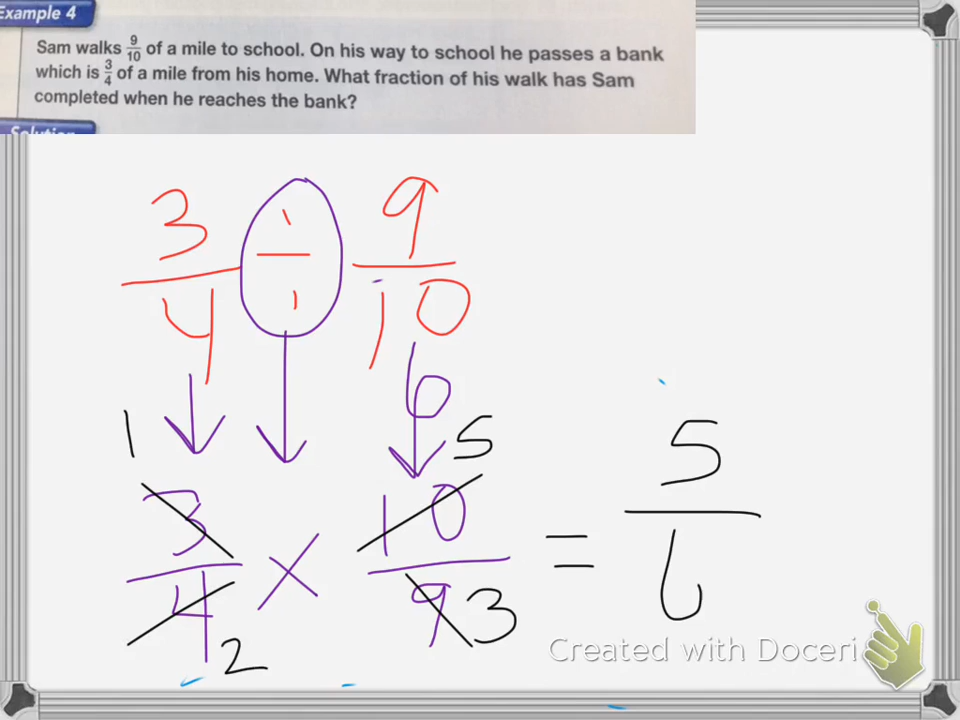 Example 4
Sam walks 9/10 of a mile to school. On his way to school he passes a bank
which is 3/4 of a mile from his home. What fraction of his walk has Sam
completed when he reaches the bank?
Solution
3/4 ÷ 9/10
1 5
3/4 × 10/9 = 5/6
2 3
Created with Doceri